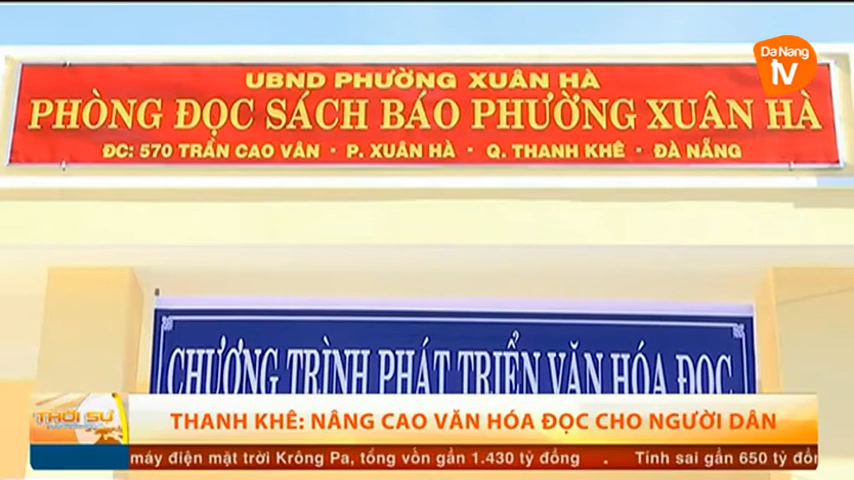 Da Nang
tv
UBND PHƯỜNG XUÂN HÀ
PHÒNG ĐỌC SÁCH BÁO PHƯỜNG XUÂN HÀ
ĐC: 570 TRẦN CAO VÂN • P. XUÂN HÀ • Q. THANH KHÊ • ĐÀ NẴNG
CHƯƠNG TRÌNH PHÁT TRIỂN VĂN HÓA ĐỌC
THỜI SỰ
THANH KHÊ: NÂNG CAO VĂN HÓA ĐỌC CHO NGƯỜI DÂN
máy điện mặt trời Krông Pa, tổng vốn gần 1.430 tỷ đồng . Tính sai gần 650 tỷ đồn